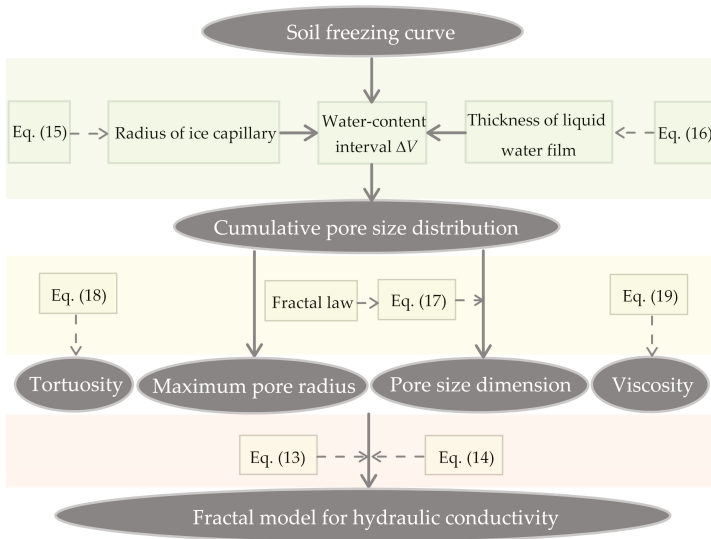 Soil freezing curve
Eq. (15)
Radius of ice capillary
Water-content
interval ΔV
Thickness of liquid
water film
Eq. (16)
Cumulative pore size distribution
Eq. (18)
Fractal law
Eq. (17)
Eq. (19)
Tortuosity
Maximum pore radius
Pore size dimension
Viscosity
Eq. (13)
Eq. (14)
Fractal model for hydraulic conductivity